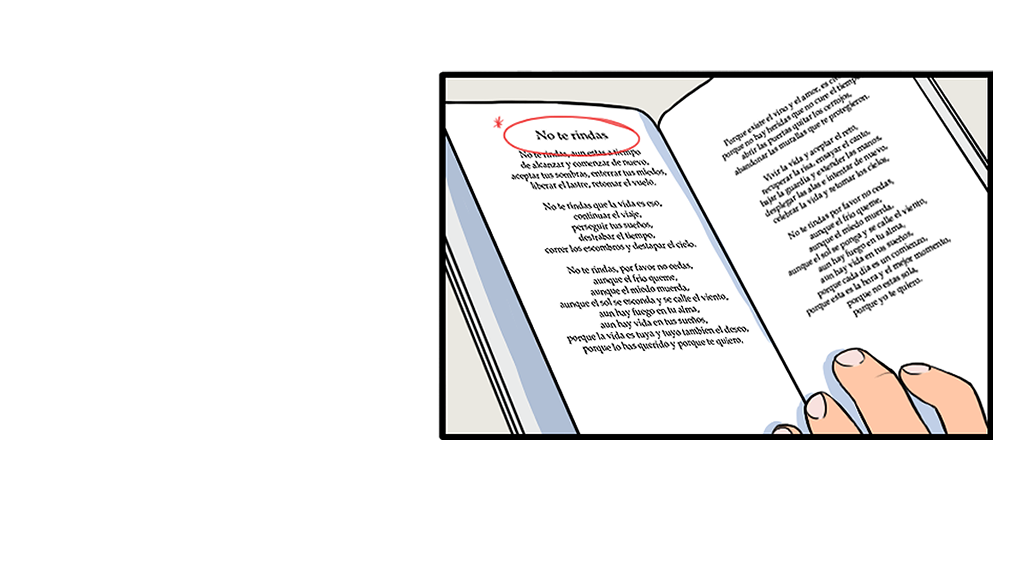 No te rindas
No te rindas, aun estas a tiempo
de alcanzar y comenzar de nuevo,
aceptar tus sombras, enterrar tus miedos,
liberar el lastre, retomar el vuelo.
No te rindas que la vida es eso,
continuar el viaje,
perseguir tus sueños,
destrabar el tiempo,
correr los escombros y destapar el cielo.
No te rindas, por favor no cedas,
aunque el frio queme,
aunque el miedo muerda,
aunque el sol se esconda y se calle el viento,
aun hay fuego en tu alma,
aun hay vida en tus sueños,
porque la vida es tuya y tuyo tambien el deseo,
porque lo has querido y porque te quiero.
Porque existe el vino y el amor, es
porque no hay heridas que no cure el tiempo,
abrir las puertas quitar los cerrojos,
abandonar las murallas que te protegieron.
Vivir la vida y aceptar el reto,
recuperar la risa, ensayar el canto,
bajar la guardia y extender las manos,
desplegar las alas e intentar de nuevo,
celebrar la vida y retomar los cielos,
No te rindas por favor no cedas,
aunque el frio queme,
aunque el miedo muerda,
aunque el sol se ponga y se calle el viento,
aun hay fuego en tu alma,
aun hay vida en tus sueños,
porque cada dia es un comienzo,
porque esta es la hora y el mejor momento,
porque no estas sola,
porque yo te quiero.